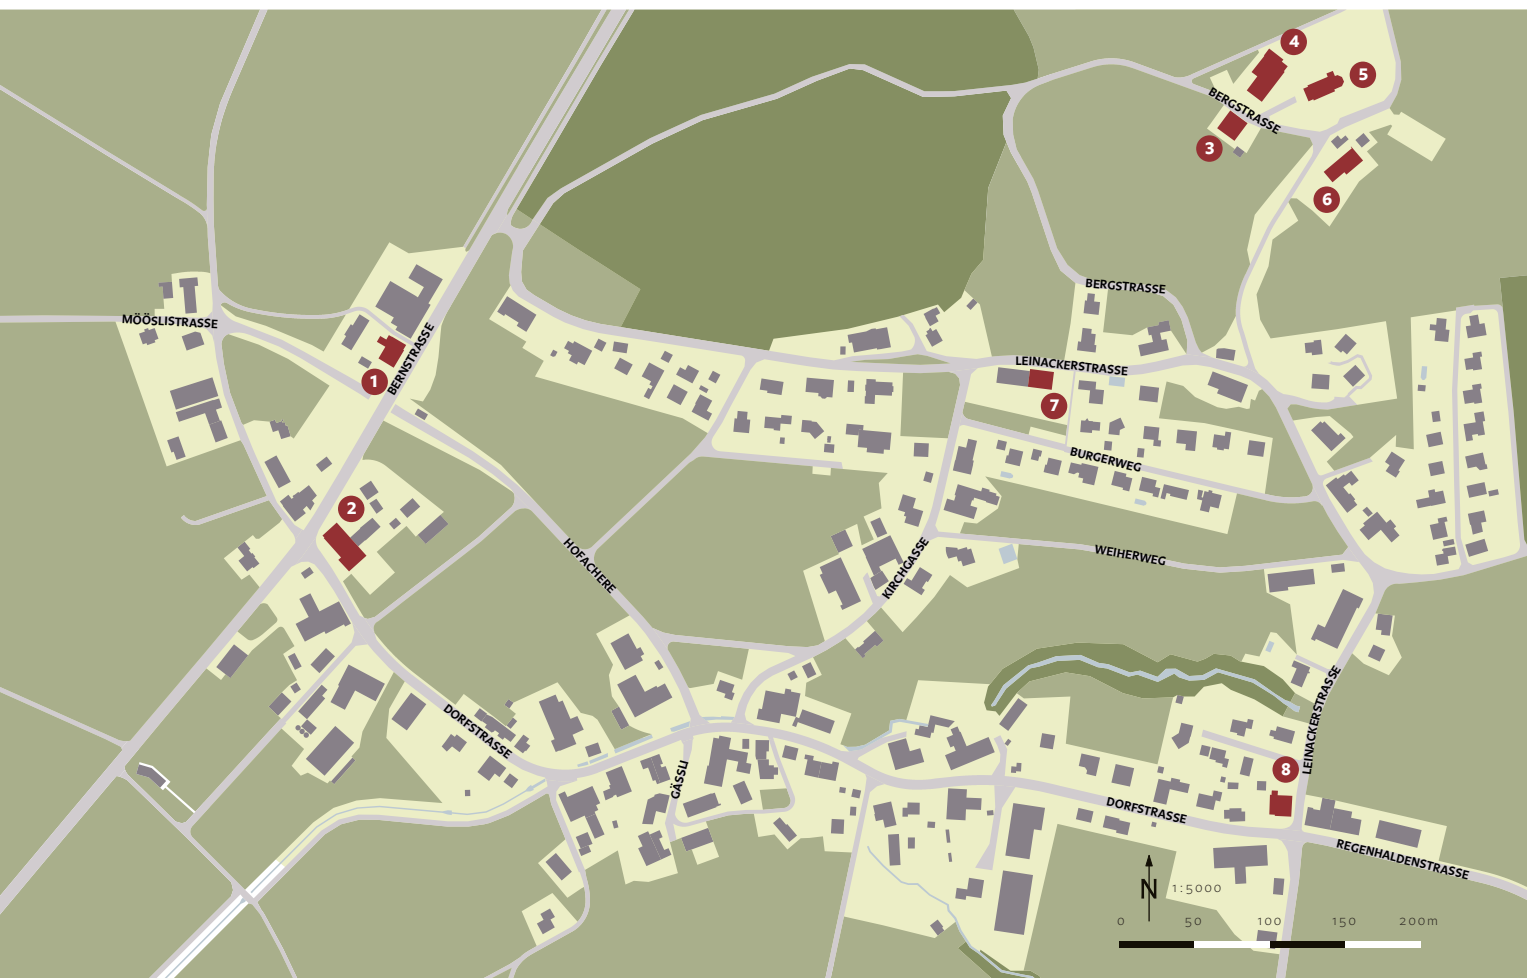 4
5
BERGSTRASSE
3
6
BERGSTRASSE
MÖÖSLISTRASSE
BERNSTRASSE
1
LEINACKERSTRASSE
7
BURGERWEG
2
HOFACHERE
KIRCHGASSE
WEIHERWEG
DORFSTRASSE
GÄSSLI
LEINACKERSTRASSE
8
DORFSTRASSE
REGENHALDENSTRASSE
N 1:5000
0 50 100 150 200m